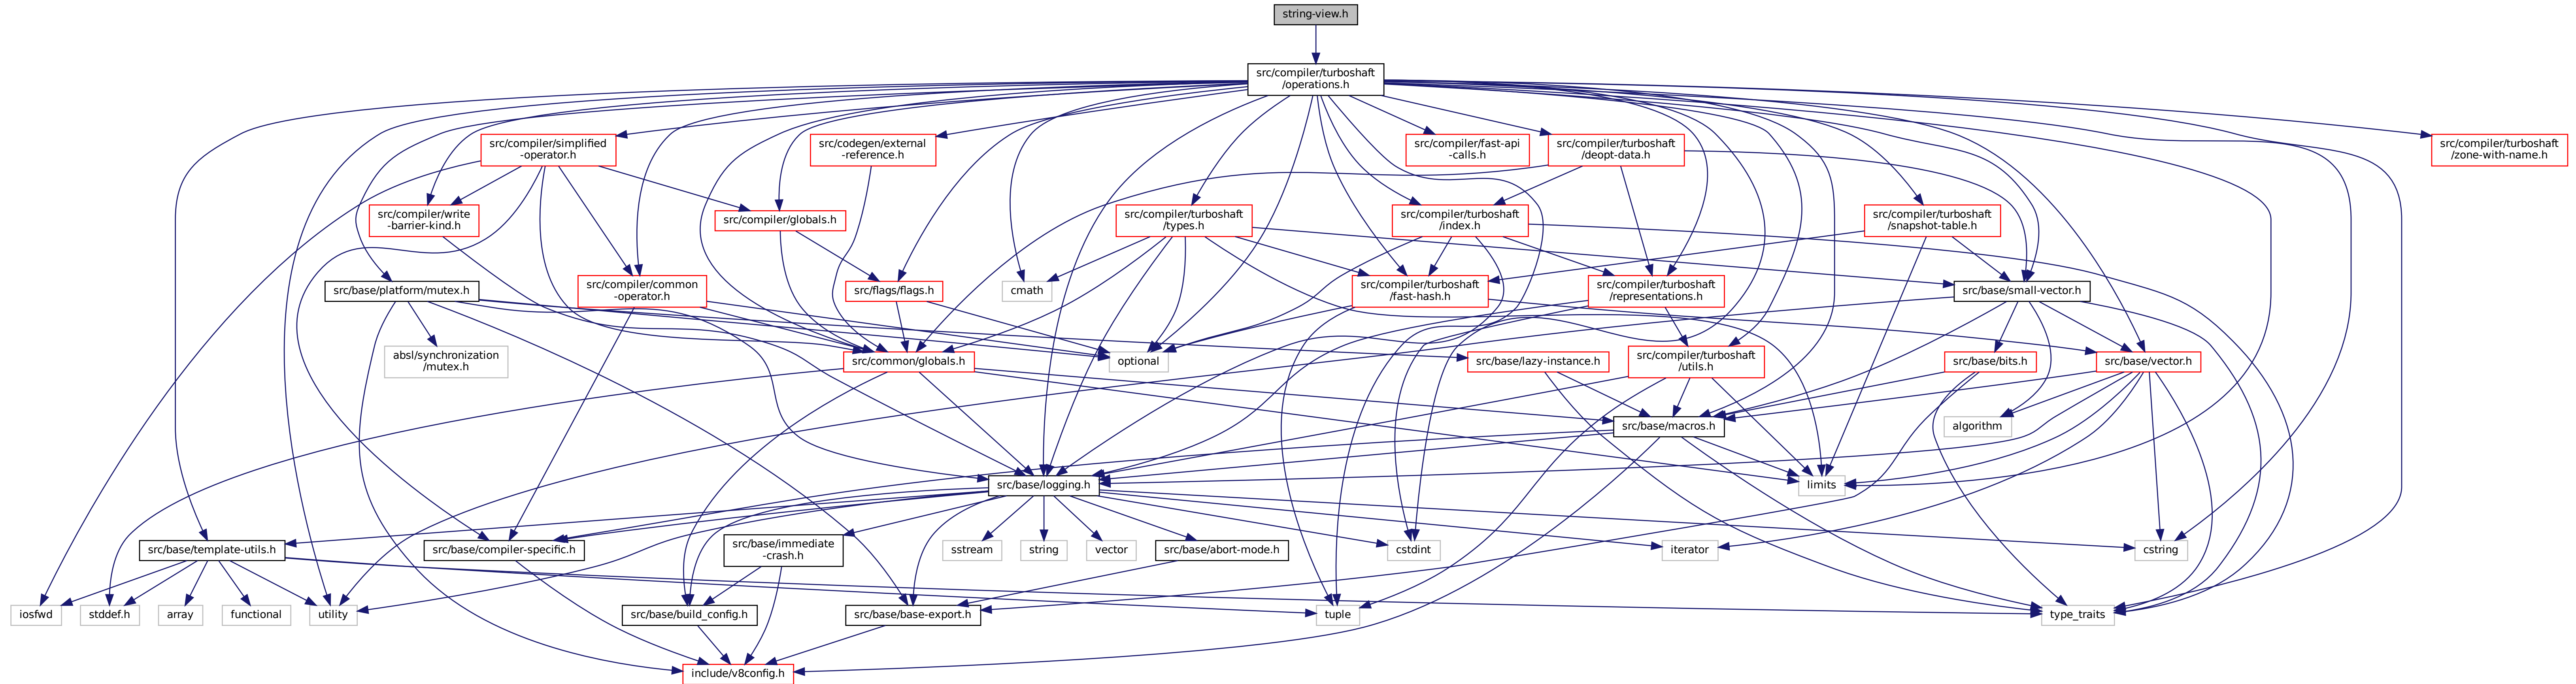 string-view.h
src/compiler/turboshaft
/operations.h
src/compiler/simplified
-operator.h
src/codegen/external
-reference.h
src/compiler/fast-api
-calls.h
src/compiler/turboshaft
/deopt-data.h
src/compiler/turboshaft
/zone-with-name.h
src/compiler/write
-barrier-kind.h
src/compiler/globals.h
src/compiler/turboshaft
/types.h
src/compiler/turboshaft
/index.h
src/compiler/turboshaft
/snapshot-table.h
src/base/platform/mutex.h
src/compiler/common
-operator.h
src/flags/flags.h
cmath
src/compiler/turboshaft
/fast-hash.h
src/compiler/turboshaft
/representations.h
src/base/small-vector.h
absl/synchronization
/mutex.h
src/common/globals.h
optional
src/base/lazy-instance.h
src/compiler/turboshaft
/utils.h
src/base/bits.h
src/base/vector.h
src/base/macros.h
algorithm
src/base/logging.h
limits
src/base/template-utils.h
src/base/compiler-specific.h
src/base/immediate
-crash.h
sstream
string
vector
src/base/abort-mode.h
cstdint
iterator
cstring
iosfwd
stddef.h
array
functional
utility
src/base/build_config.h
src/base/base-export.h
tuple
type_traits
include/v8config.h